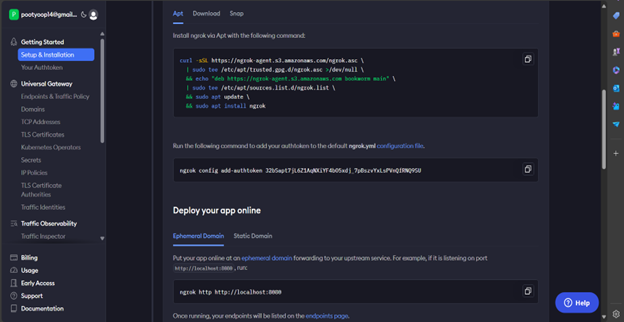 P pootyoop14@gmail....
Getting Started
Setup & Installation
Your Authtoken
Universal Gateway
Endpoints & Traffic Policy
Domains
TCP Addresses
TLS Certificates
Kubernetes Operators
Secrets
IP Policies
TLS Certificate
Authorities
Traffic Identities
Traffic Observability
Traffic Inspector
Billing
Usage
Early Access
Support
Documentation
Apt Download Snap
Install ngrok via Apt with the following command:
curl -sSL https://ngrok-agent.s3.amazonaws.com/ngrok.asc \
| sudo tee /etc/apt/trusted.gpg.d/ngrok.asc >/dev/null \
&& echo "deb https://ngrok-agent.s3.amazonaws.com bookworm main" \
| sudo tee /etc/apt/sources.list.d/ngrok.list \
&& sudo apt update \
&& sudo apt install ngrok
Run the following command to add your authtoken to the default ngrok.yml configuration file.
ngrok config add-authtoken
Deploy your app online
Ephemeral Domain Static Domain
Put your app online at an ephemeral domain forwarding to your upstream service. For example, if it is listening on port
http://localhost:8080, run:
ngrok http http://localhost:8080
Once running, your endpoints will be listed on the endpoints page.
Help